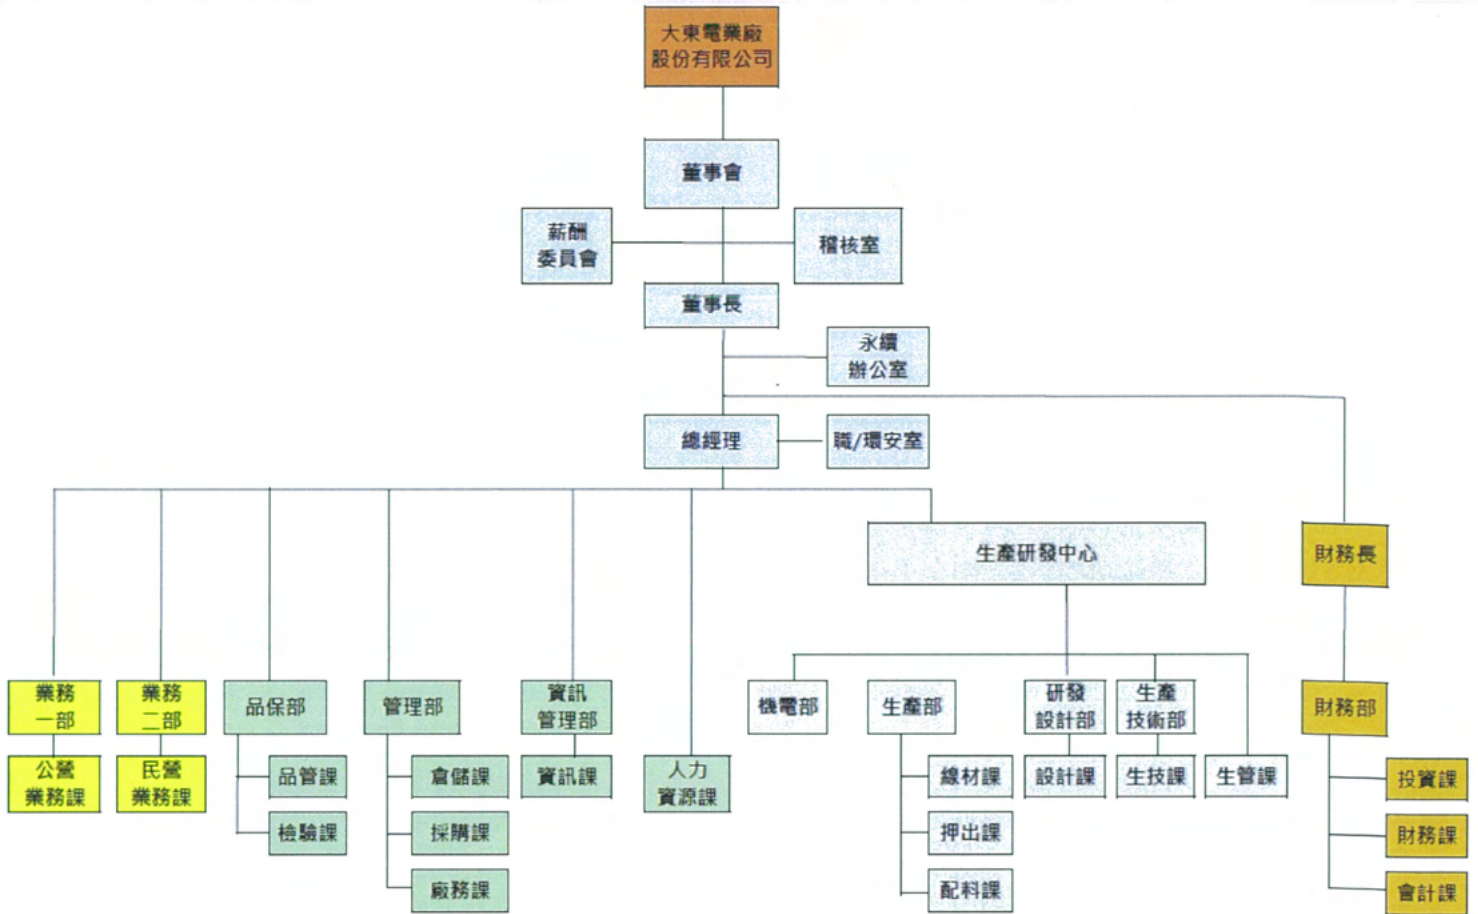 大東電業廠
股份有限公司
董事會
薪酬
委員會
稽核室
董事長
永續
辦公室
總經理
職/環安室
生產研發中心
財務長
業務
一部
業務
二部
品保部
管理部
資訊
管理部
機電部
生產部
研發
設計部
生產
技術部
財務部
公營
業務課
民營
業務課
品管課
倉儲課
資訊課
人力
資源課
線材課
設計課
生技課
生管課
投資課
檢驗課
採購課
押出課
財務課
廠務課
配料課
會計課